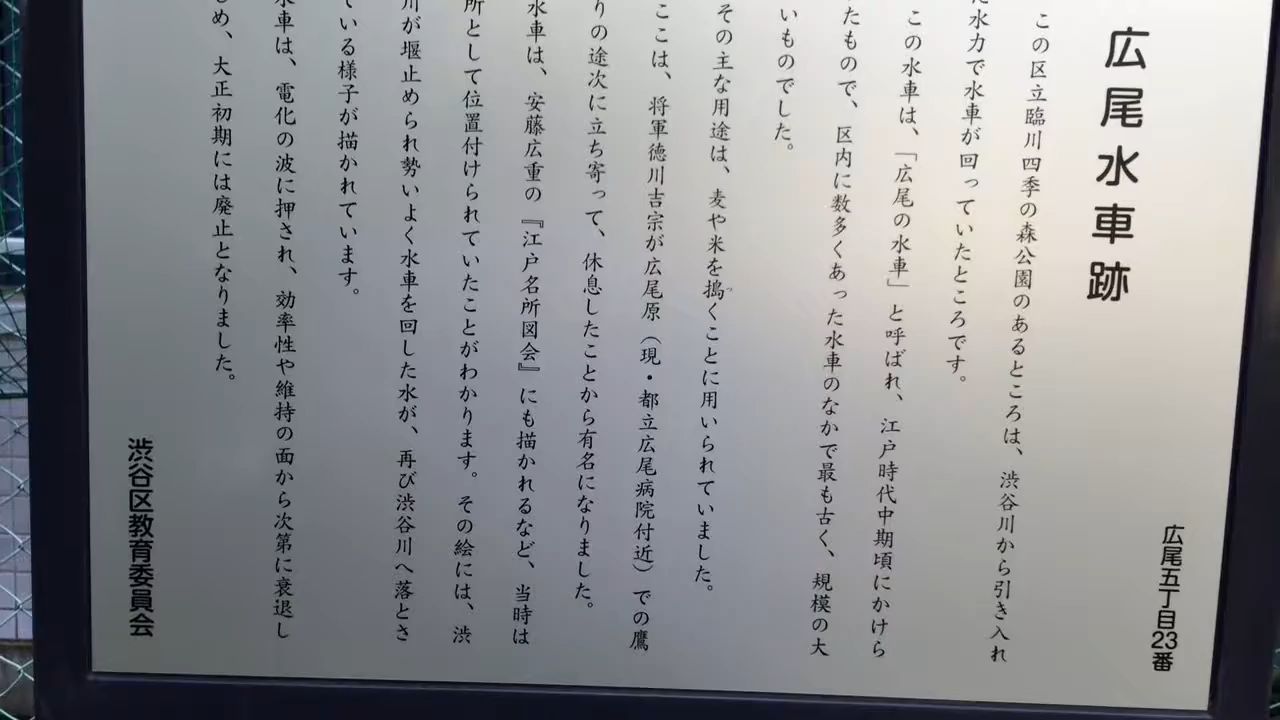 広尾水車跡
広尾五丁目23番
この区立臨川四季の森公園のあるところは、渋谷川から引き入れ
た水力で水車が回っていたところです。
この水車は、「広尾の水車」と呼ばれ、江戸時代中期頃にかけら
たもので、区内に数多くあった水車のなかで最も古く、規模の大
いものでした。
その主な用途は、麦や米を搗くことに用いられていました。
ここは、将軍徳川吉宗が広尾原（現・都立広尾病院付近）での鷹
りの途次に立ち寄って、休息したことから有名になりました。
水車は、安藤広重の『江戸名所図会』にも描かれるなど、当時は
所として位置付けられていたことがわかります。その絵には、渋
川が堰止められ勢いよく水車を回した水が、再び渋谷川へ落とさ
ている様子が描かれています。
水車は、電化の波に押され、効率性や維持の面から次第に衰退し
じめ、大正初期には廃止となりました。
渋谷区教育委員会